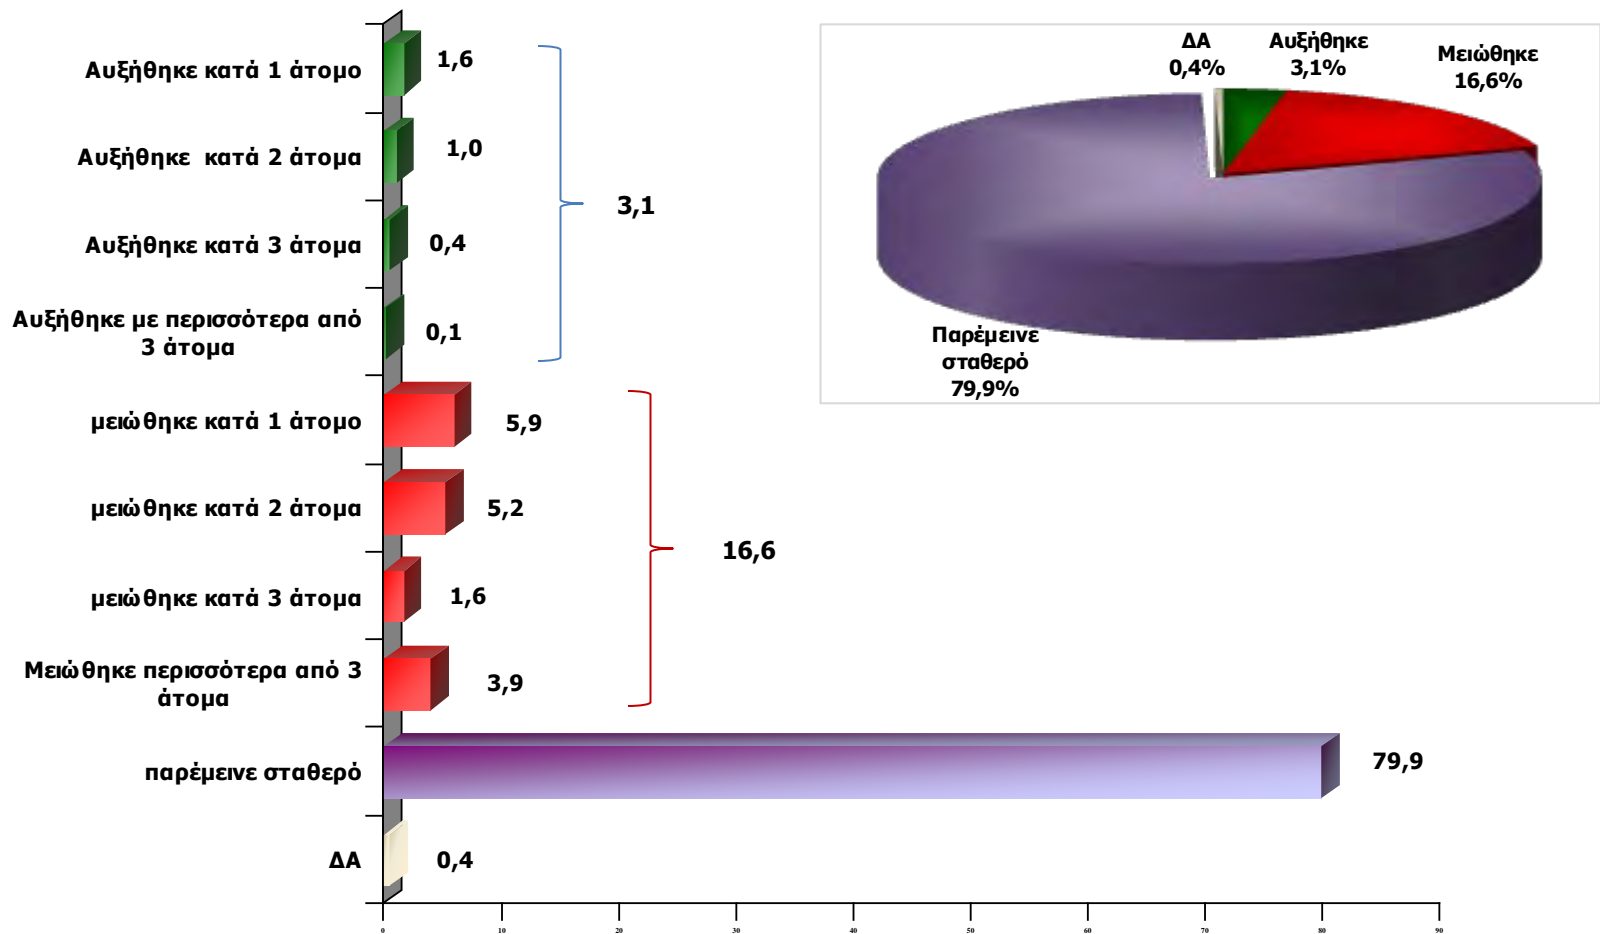 Αυξήθηκε κατά 1 άτομο
1,6
Αυξήθηκε κατά 2 άτομα
1,0
Αυξήθηκε κατά 3 άτομα
0,4
Αυξήθηκε με περισσότερα από
3 άτομα
0,1
3,1
μειώθηκε κατά 1 άτομο
5,9
μειώθηκε κατά 2 άτομα
5,2
μειώθηκε κατά 3 άτομα
1,6
Μειώθηκε περισσότερα από 3
άτομα
3,9
16,6
παρέμεινε σταθερό
79,9
ΔΑ
0,4
0 10 20 30 40 50 60 70 80 90
ΔΑ
0,4%
Αυξήθηκε
3,1%
Μειώθηκε
16,6%
Παρέμεινε
σταθερό
79,9%